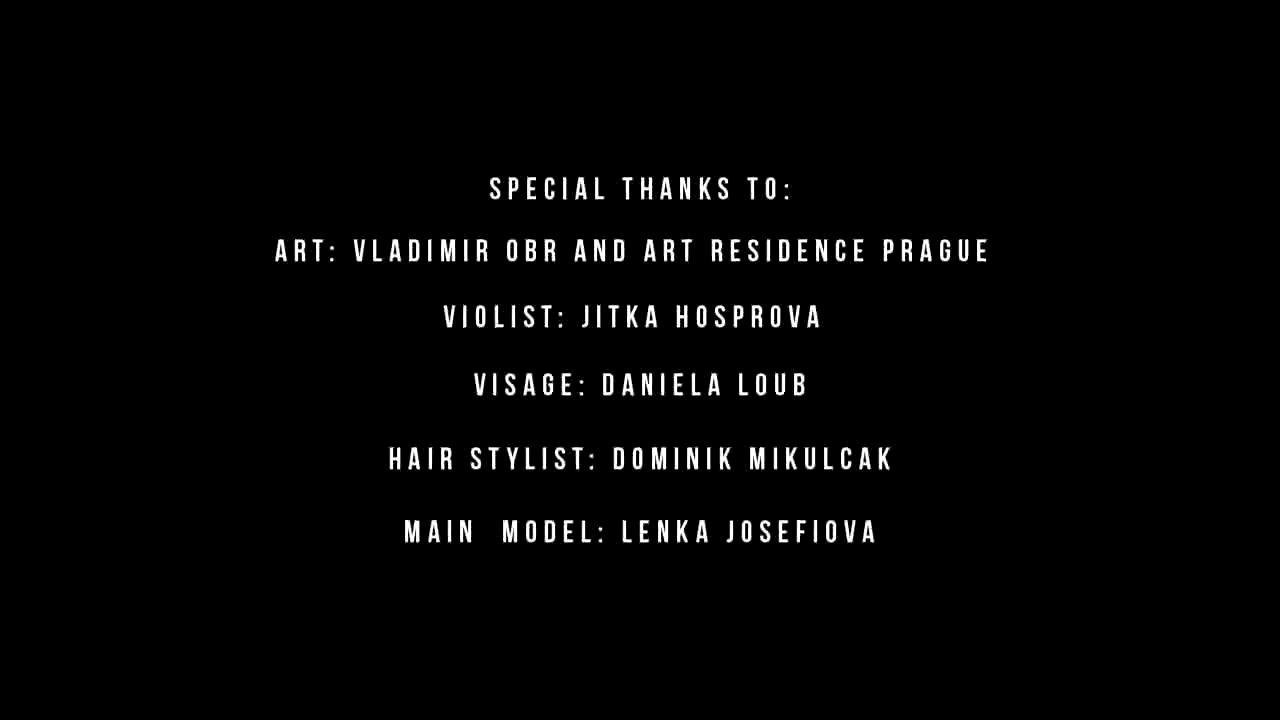 SPECIAL THANKS TO:
ART: VLADIMIR OBR AND ART RESIDENCE PRAGUE
VIOLIST: JITKA HOSPROVA
VISAGE: DANIELA LOUB
HAIR STYLIST: DOMINIK MIKULCAK
MAIN  MODEL: LENKA JOSEFIOVA